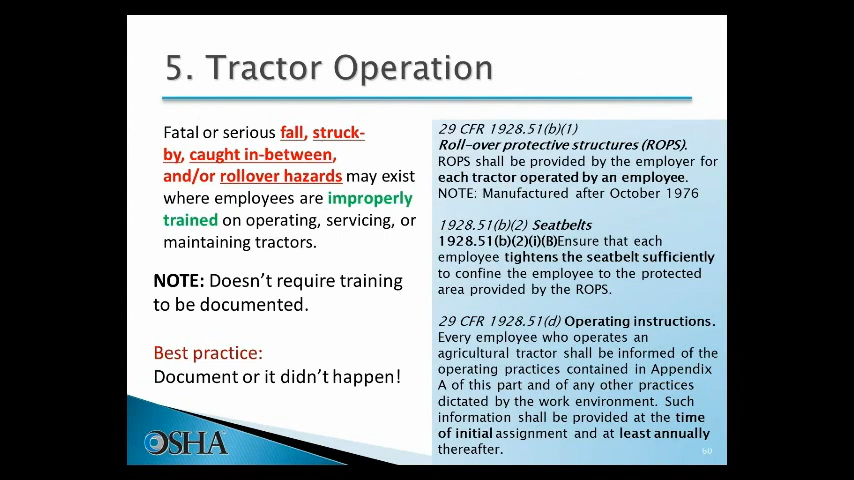 5. Tractor Operation
Fatal or serious fall, struck-
by, caught in-between,
and/or rollover hazards may exist
where employees are improperly
trained on operating, servicing, or
maintaining tractors.
NOTE: Doesn't require training
to be documented.
Best practice:
Document or it didn't happen!
29 CFR 1928.51(b)(1)
Roll-over protective structures (ROPS).
ROPS shall be provided by the employer for
each tractor operated by an employee.
NOTE: Manufactured after October 1976
1928.51(b)(2) Seatbelts
1928.51(b)(2)(i)(B)Ensure that each
employee tightens the seatbelt sufficiently
to confine the employee to the protected
area provided by the ROPS.
29 CFR 1928.51(d) Operating instructions.
Every employee who operates an
agricultural tractor shall be informed of the
operating practices contained in Appendix
A of this part and of any other practices
dictated by the work environment. Such
information shall be provided at the time
of initial assignment and at least annually
thereafter.
OSHA
60